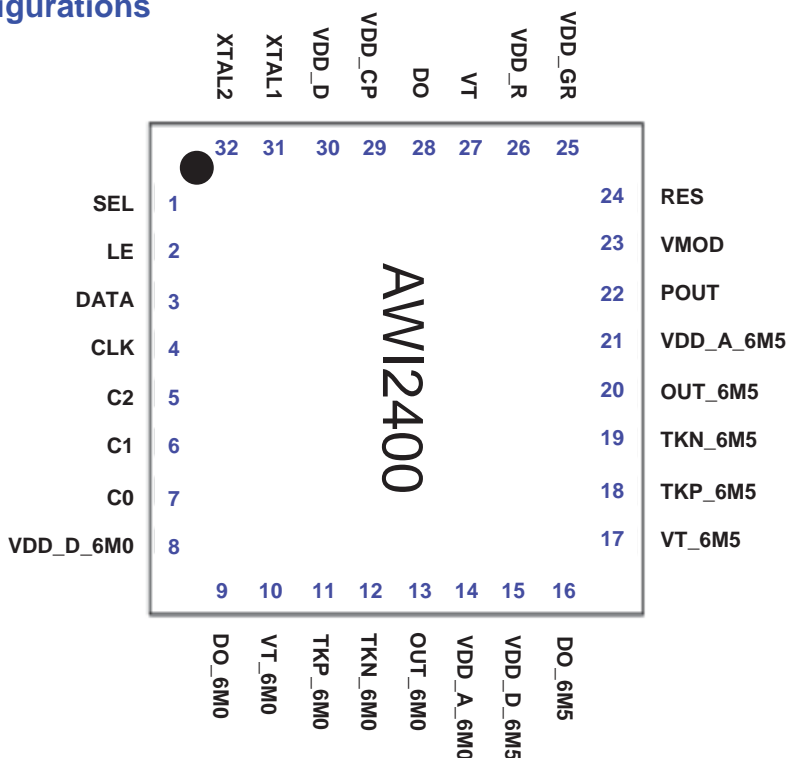 igurations
XTAL2
XTAL1
VDD_D
VDD_CP
DO
VT
VDD_R
VDD_GR
32 31 30 29 28 27 26 25
SEL 1
LE 2
DATA 3
CLK 4
C2 5
C1 6
C0 7
VDD_D_6M0 8
AWI2400
24 RES
23 VMOD
22 POUT
21 VDD_A_6M5
20 OUT_6M5
19 TKN_6M5
18 TKP_6M5
17 VT_6M5
9 10 11 12 13 14 15 16
DO_6M0
VT_6M0
TKP_6M0
TKN_6M0
OUT_6M0
VDD_A_6M0
VDD_D_6M5
DO_6M5